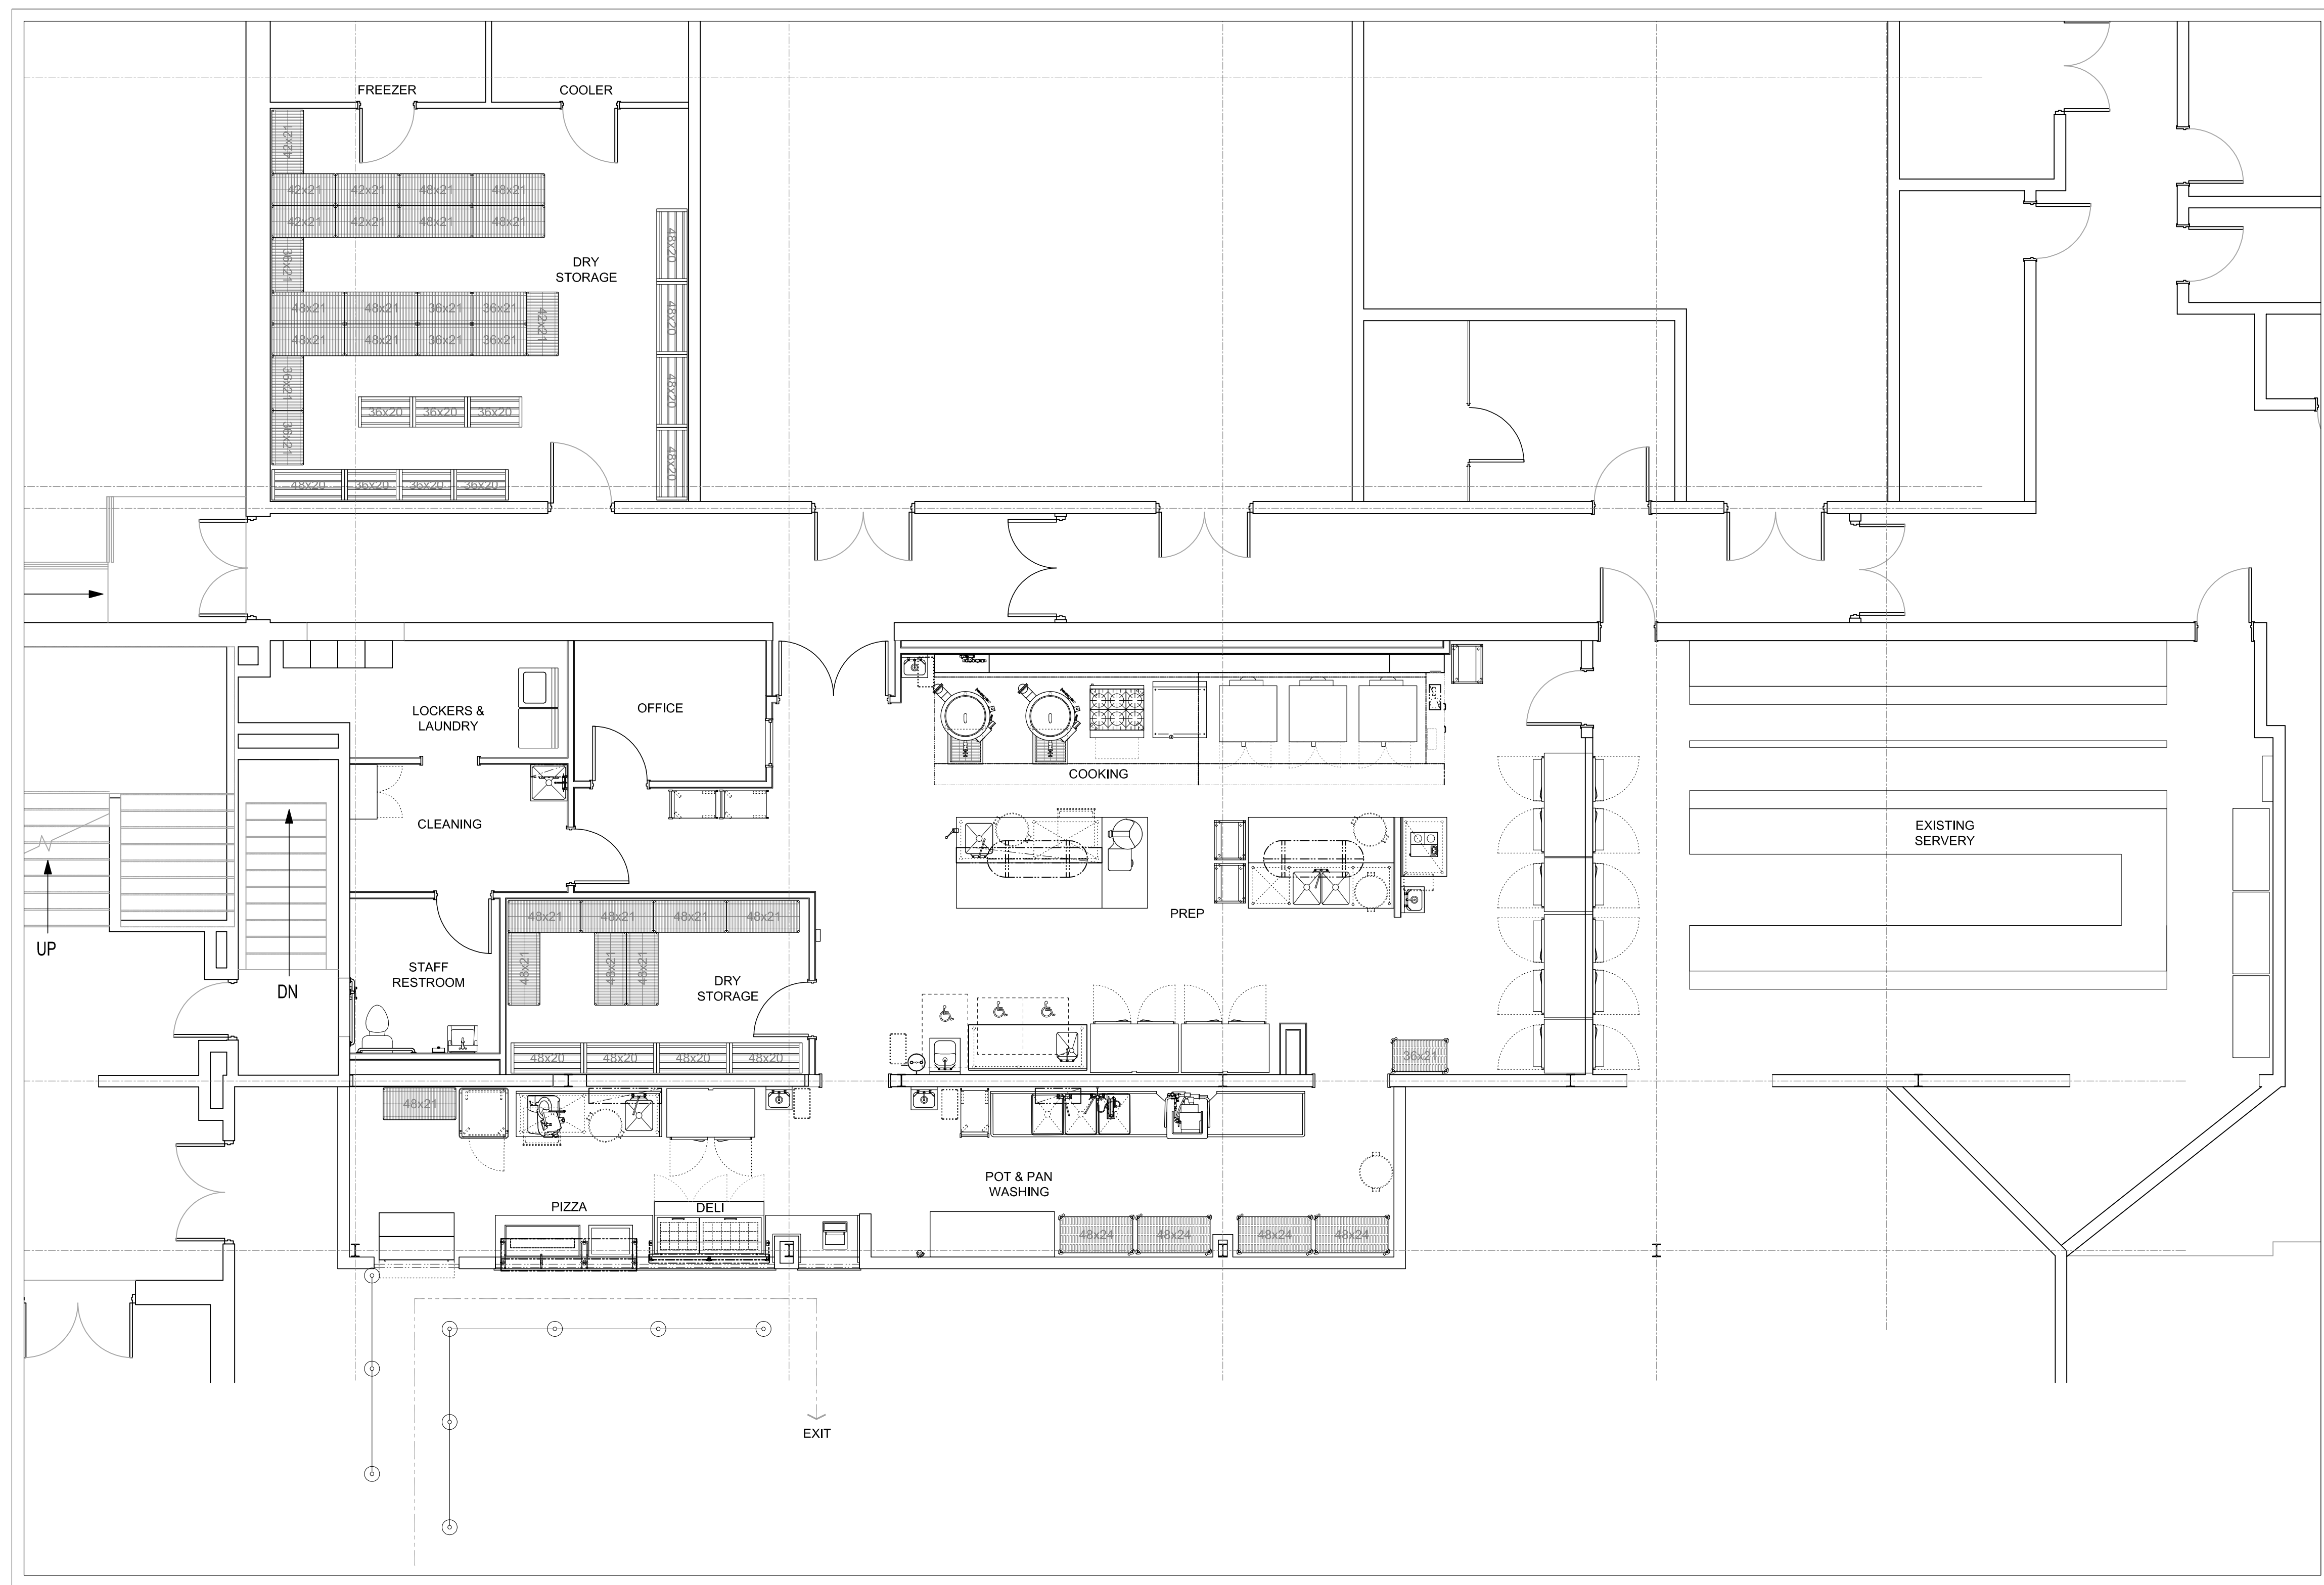 FREEZER
COOLER
42x21
42x21 42x21 48x21 48x21
42x21 42x21 48x21 48x21
36x21
DRY
STORAGE
48x20
48x20
48x20
48x20
48x21 48x21 36x21 36x21
42x21
48x21 48x21 36x21 36x21
36x21
36x21
36x20 36x20 36x20
48x20 36x20 36x20 36x20
LOCKERS &
LAUNDRY
OFFICE
COOKING
CLEANING
EXISTING
SERVERY
PREP
UP
DN
STAFF
RESTROOM
48x21 48x21 48x21 48x21
48x21
48x21
48x21
DRY
STORAGE
48x20 48x20 48x20 48x20
36x21
48x21
PIZZA
DELI
POT & PAN
WASHING
48x24 48x24 48x24 48x24
EXIT